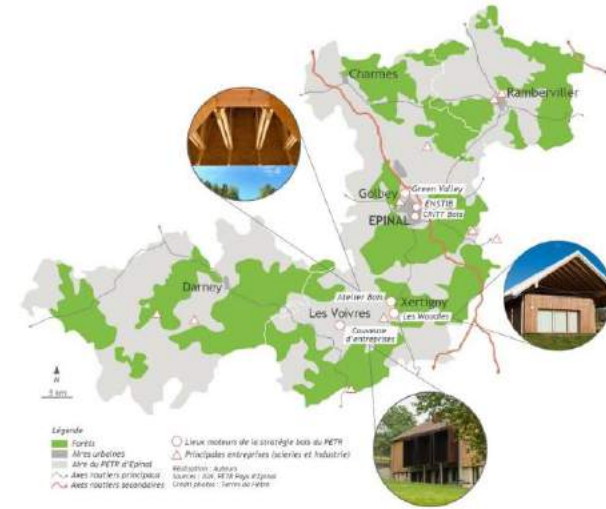 Charmes
Ramberviller
Golbey
Green Valley
ENSTIB
EPINAL
CRITT Bois
Darney
Atelier Bois
Xertigny
Les Voivres
Les Woodies
Couveuse
d'entreprises
N
5 km
Légende
Forêts
Aires urbaines
Aire du PETR d'Epinal
Axes routiers principaux
Axes routiers secondaires
Lieux moteurs de la stratégie bois du PETR
Principales entreprises (scieries et industrie)
Réalisation : Auteurs
Sources : IGN, PETR Pays d'Epinal
Crédit photos : Terres de Hêtre